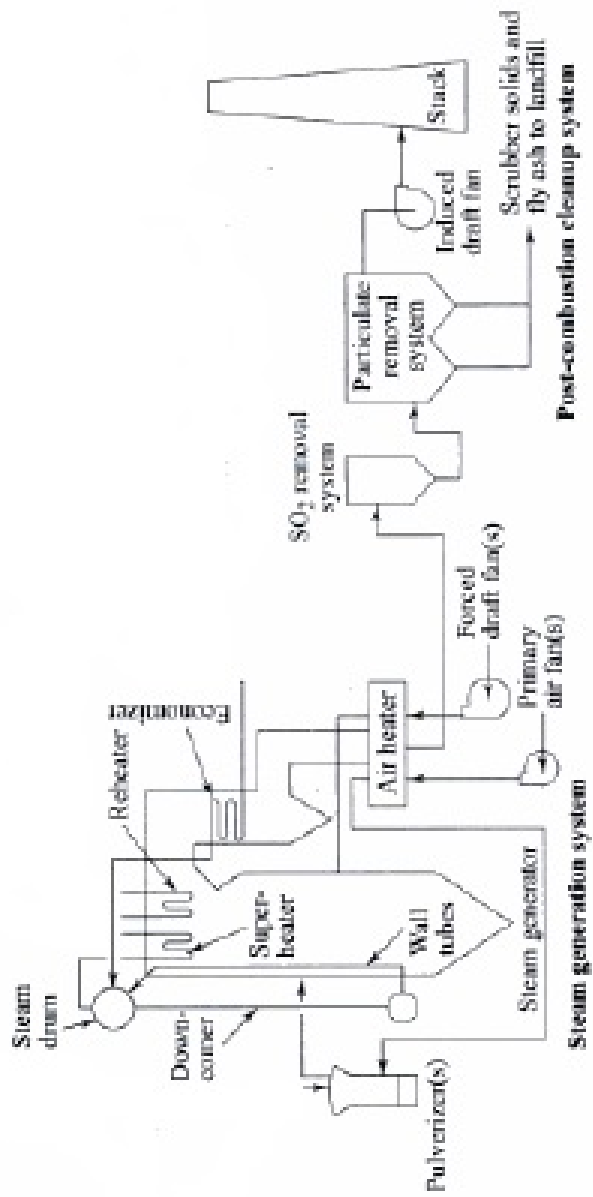 Steam
drum
Down-
comer
Pulverizer(s)
Super-
heater
Wall
tubes
Reheater
Economizer
Air heater
Steam generator
Forced
draft fan(s)
Primary
air fan(s)
Steam generation system
SO2 removal
system
Particulate
removal
system
Induced
draft fan
Stack
Scrubber solids and
fly ash to landfill
Post-combustion cleanup system